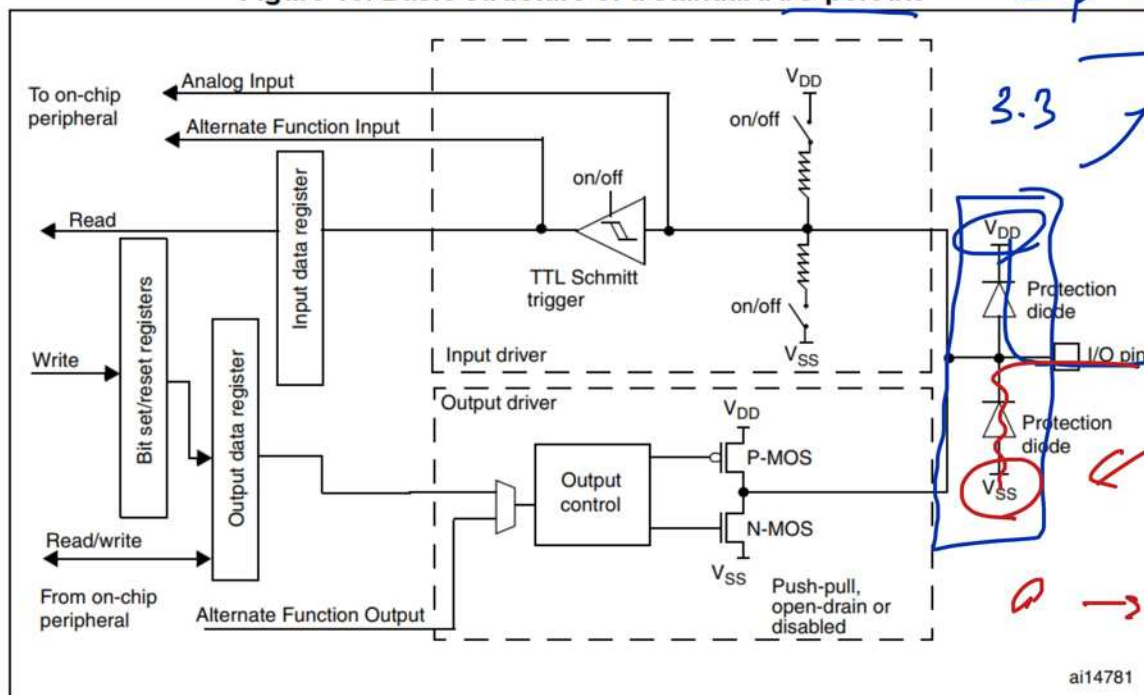 Analog Input
To on-chip
peripheral
Alternate Function Input
on/off
Read
Input data register
TTL Schmitt
trigger
VDD
on/off
on/off
VSS
3.3
Bit set/reset registers
Write
Output data register
Input driver
VDD
Protection
diode
I/O pin
Protection
diode
VSS
Output driver
VDD
P-MOS
Output
control
N-MOS
VSS
Read/write
From on-chip
peripheral
Alternate Function Output
Push-pull,
open-drain or
disabled
ai14781